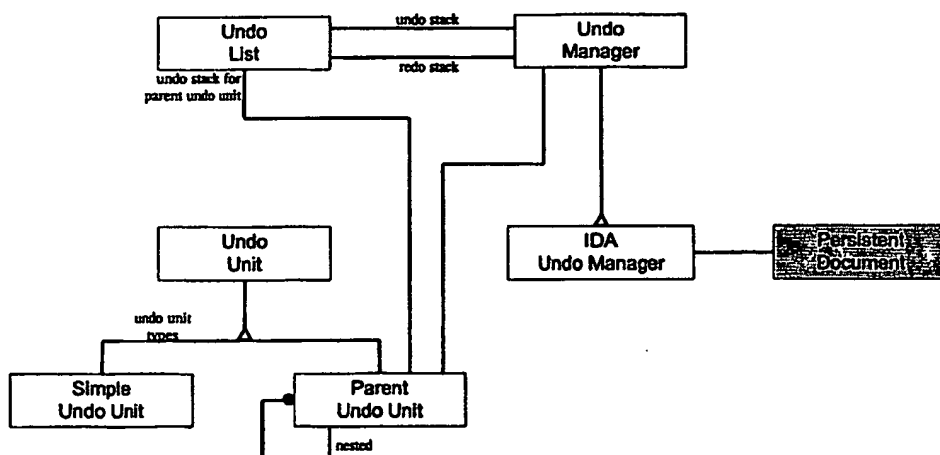 undo stack
Undo
List
Undo
Manager
redo stack
undo stack for
parent undo unit
Undo
Unit
IDA
Undo Manager
Persistent
Document
undo unit
types
Simple
Undo Unit
Parent
Undo Unit
nested